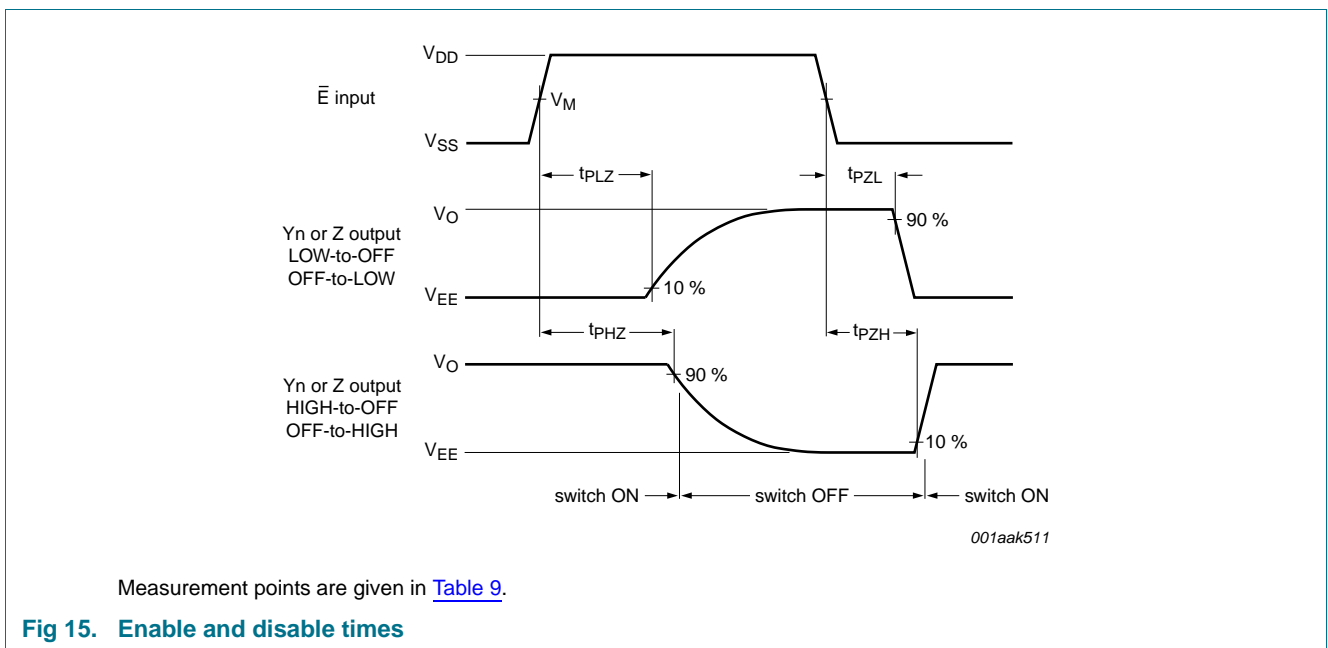 V_DD
Ē input
V_M
V_SS
t_PLZ
t_PZL
V_O
90 %
Yn or Z output
LOW-to-OFF
OFF-to-LOW
10 %
V_EE
t_PHZ
t_PZH
V_O
90 %
Yn or Z output
HIGH-to-OFF
OFF-to-HIGH
10 %
V_EE
switch ON
switch OFF
switch ON
001aak511
Measurement points are given in Table 9.
Fig 15. Enable and disable times